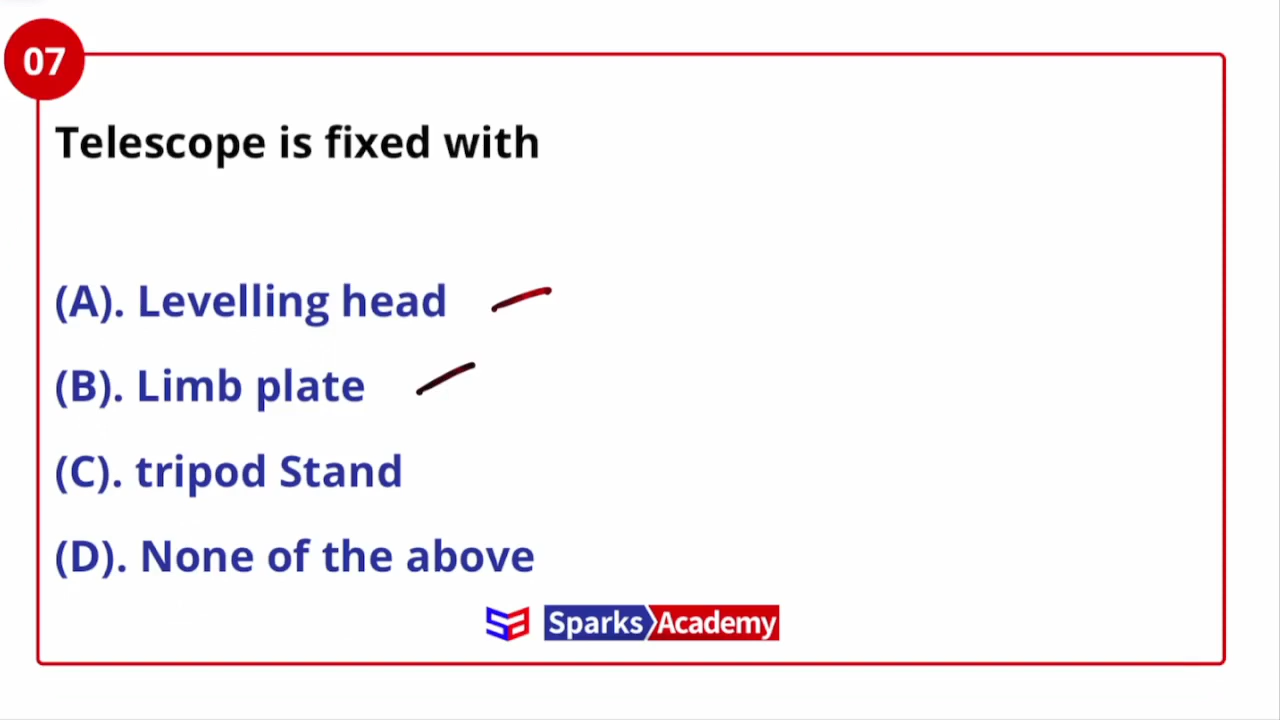 07
Telescope is fixed with
(A). Levelling head
(B). Limb plate
(C). tripod Stand
(D). None of the above
Sparks Academy